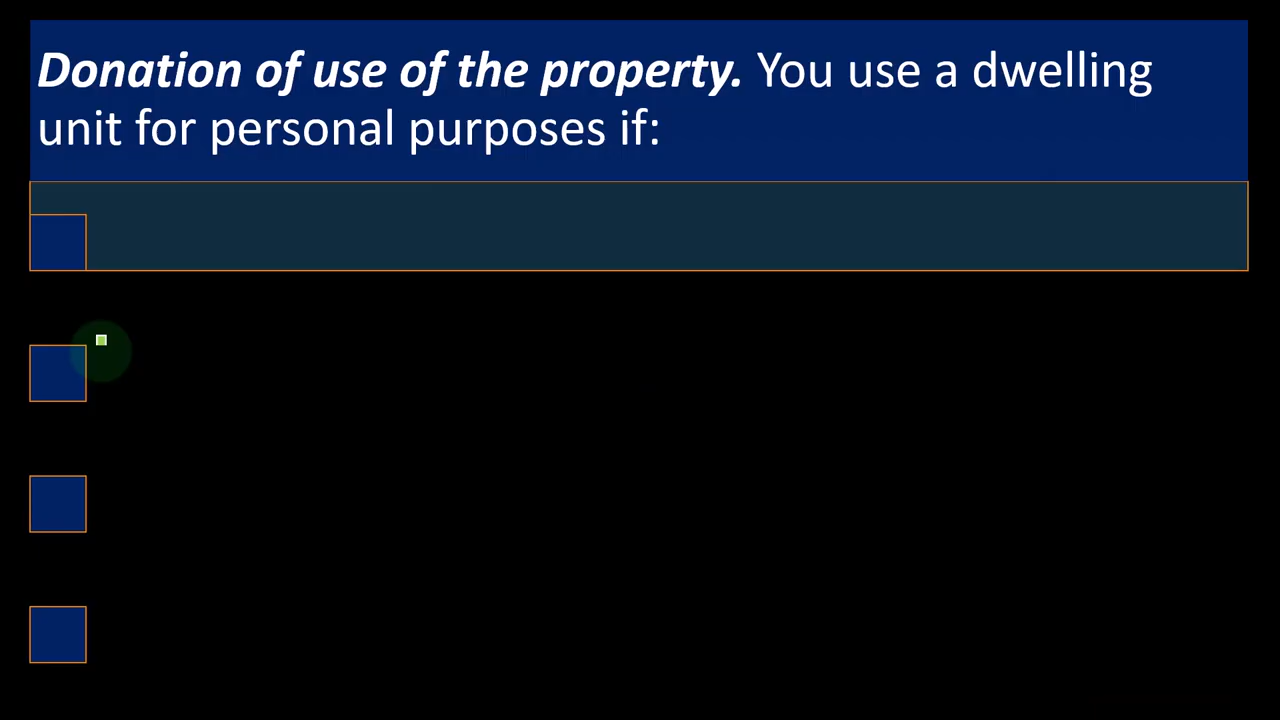 Donation of use of the property. You use a dwelling
unit for personal purposes if: